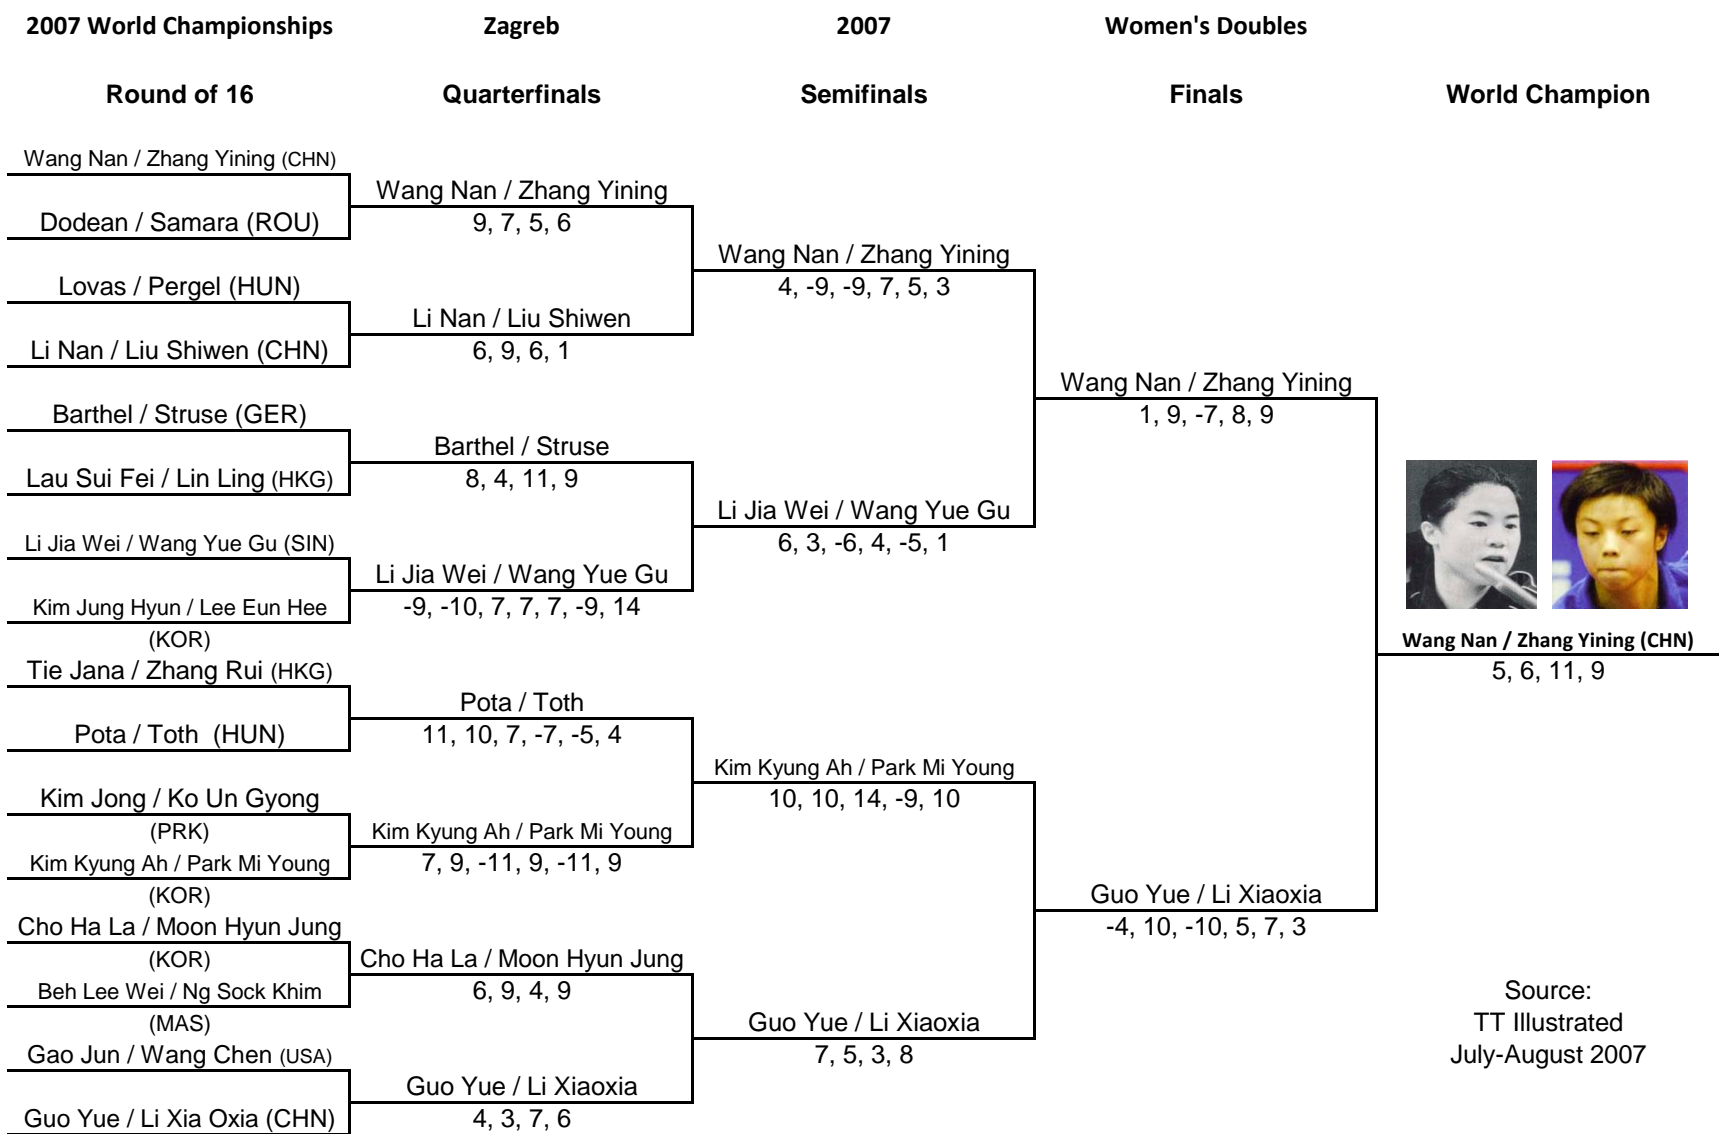 2007 World Championships Zagreb 2007 Women's Doubles
Round of 16 Quarterfinals Semifinals Finals World Champion
Wang Nan / Zhang Yining (CHN)
Dodean / Samara (ROU)
Lovas / Pergel (HUN)
Li Nan / Liu Shiwen (CHN)
Barthel / Struse (GER)
Lau Sui Fei / Lin Ling (HKG)
Li Jia Wei / Wang Yue Gu (SIN)
Kim Jung Hyun / Lee Eun Hee
(KOR)
Tie Jana / Zhang Rui (HKG)
Pota / Toth (HUN)
Kim Jong / Ko Un Gyong
(PRK)
Kim Kyung Ah / Park Mi Young
(KOR)
Cho Ha La / Moon Hyun Jung
(KOR)
Beh Lee Wei / Ng Sock Khim
(MAS)
Gao Jun / Wang Chen (USA)
Guo Yue / Li Xia Oxia (CHN)
Wang Nan / Zhang Yining
9, 7, 5, 6
Li Nan / Liu Shiwen
6, 9, 6, 1
Barthel / Struse
8, 4, 11, 9
Li Jia Wei / Wang Yue Gu
-9, -10, 7, 7, 7, -9, 14
Pota / Toth
11, 10, 7, -7, -5, 4
Kim Kyung Ah / Park Mi Young
7, 9, -11, 9, -11, 9
Cho Ha La / Moon Hyun Jung
6, 9, 4, 9
Guo Yue / Li Xiaoxia
4, 3, 7, 6
Wang Nan / Zhang Yining
4, -9, -9, 7, 5, 3
Li Jia Wei / Wang Yue Gu
6, 3, -6, 4, -5, 1
Kim Kyung Ah / Park Mi Young
10, 10, 14, -9, 10
Guo Yue / Li Xiaoxia
7, 5, 3, 8
Wang Nan / Zhang Yining
1, 9, -7, 8, 9
Guo Yue / Li Xiaoxia
-4, 10, -10, 5, 7, 3
Wang Nan / Zhang Yining (CHN)
5, 6, 11, 9
Source:
TT Illustrated
July-August 2007